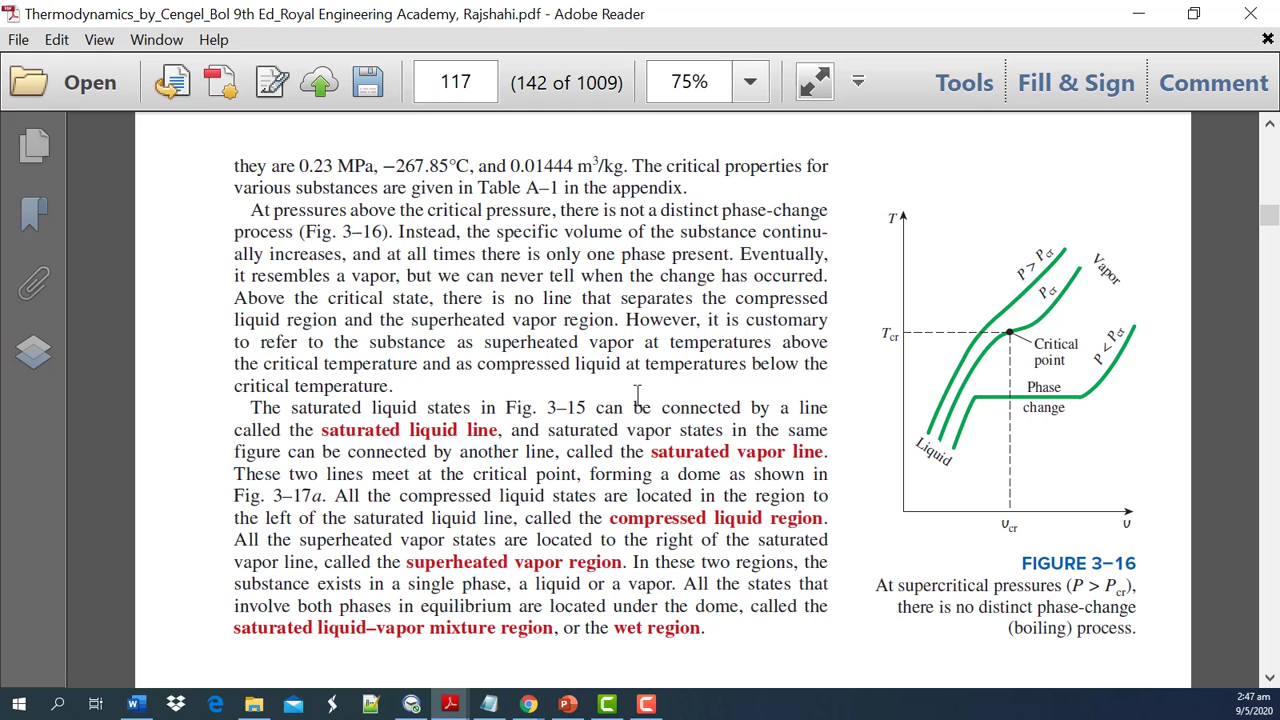 Thermodynamics_by_Cengel_Bol 9th Ed_Royal Engineering Academy, Rajshahi.pdf - Adobe Reader
File Edit View Window Help
Open 117 (142 of 1009) 75% Tools Fill & Sign Comment
they are 0.23 MPa, −267.85°C, and 0.01444 m³/kg. The critical properties for
various substances are given in Table A–1 in the appendix.
At pressures above the critical pressure, there is not a distinct phase-change
process (Fig. 3–16). Instead, the specific volume of the substance continu-
ally increases, and at all times there is only one phase present. Eventually,
it resembles a vapor, but we can never tell when the change has occurred.
Above the critical state, there is no line that separates the compressed
liquid region and the superheated vapor region. However, it is customary
to refer to the substance as superheated vapor at temperatures above
the critical temperature and as compressed liquid at temperatures below the
critical temperature.
The saturated liquid states in Fig. 3–15 can be connected by a line
called the saturated liquid line, and saturated vapor states in the same
figure can be connected by another line, called the saturated vapor line.
These two lines meet at the critical point, forming a dome as shown in
Fig. 3–17a. All the compressed liquid states are located in the region to
the left of the saturated liquid line, called the compressed liquid region.
All the superheated vapor states are located to the right of the saturated
vapor line, called the superheated vapor region. In these two regions, the
substance exists in a single phase, a liquid or a vapor. All the states that
involve both phases in equilibrium are located under the dome, called the
saturated liquid–vapor mixture region, or the wet region.
T
P > Pcr
Pcr
Vapor
Tcr
Critical
point
P < Pcr
Phase
change
Liquid
υcr
υ
FIGURE 3–16
At supercritical pressures (P > Pcr),
there is no distinct phase-change
(boiling) process.
2:47 am
9/5/2020